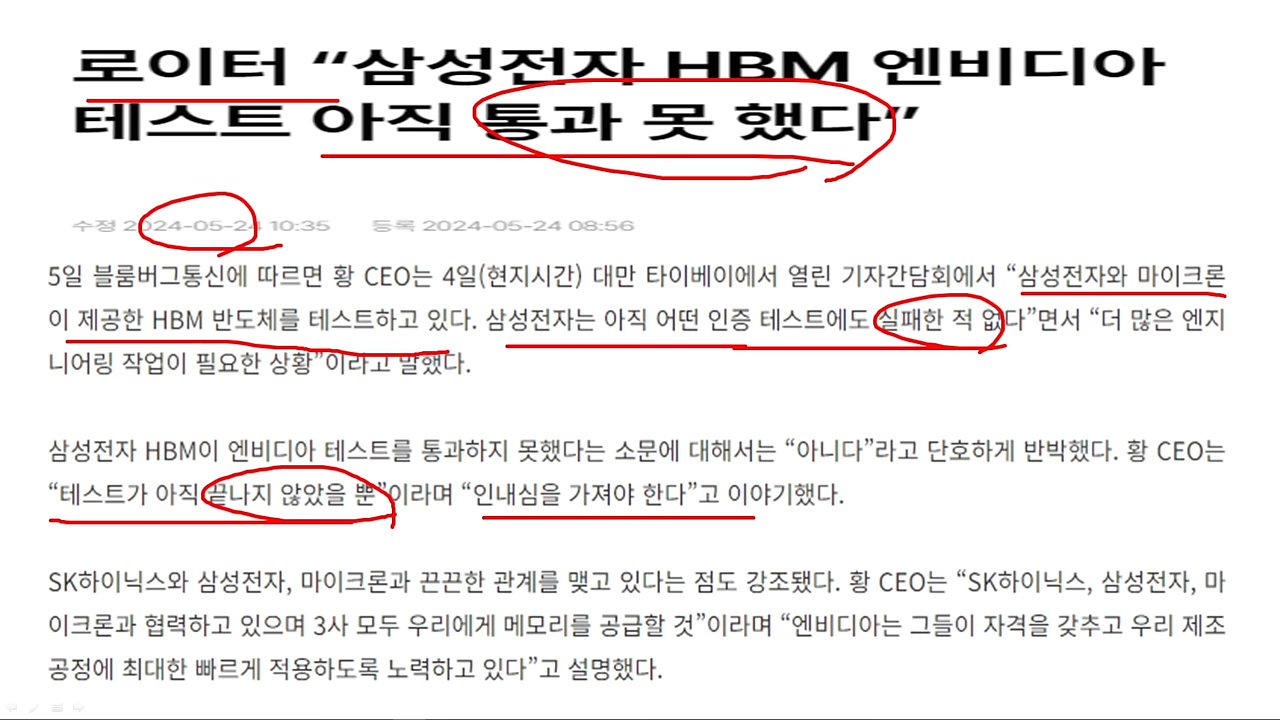 로이터 “삼성전자 HBM 엔비디아
테스트 아직 통과 못 했다”
수정 2024-05-24 10:35 등록 2024-05-24 08:56
5일 블룸버그통신에 따르면 황 CEO는 4일(현지시간) 대만 타이베이에서 열린 기자간담회에서 “삼성전자와 마이크론
이 제공한 HBM 반도체를 테스트하고 있다. 삼성전자는 아직 어떤 인증 테스트에도 실패한 적 없다”면서 “더 많은 엔지
니어링 작업이 필요한 상황”이라고 말했다.
삼성전자 HBM이 엔비디아 테스트를 통과하지 못했다는 소문에 대해서는 “아니다”라고 단호하게 반박했다. 황 CEO는
“테스트가 아직 끝나지 않았을 뿐”이라며 “인내심을 가져야 한다”고 이야기했다.
SK하이닉스와 삼성전자, 마이크론과 끈끈한 관계를 맺고 있다는 점도 강조됐다. 황 CEO는 “SK하이닉스, 삼성전자, 마
이크론과 협력하고 있으며 3사 모두 우리에게 메모리를 공급할 것”이라며 “엔비디아는 그들이 자격을 갖추고 우리 제조
공정에 최대한 빠르게 적용하도록 노력하고 있다”고 설명했다.